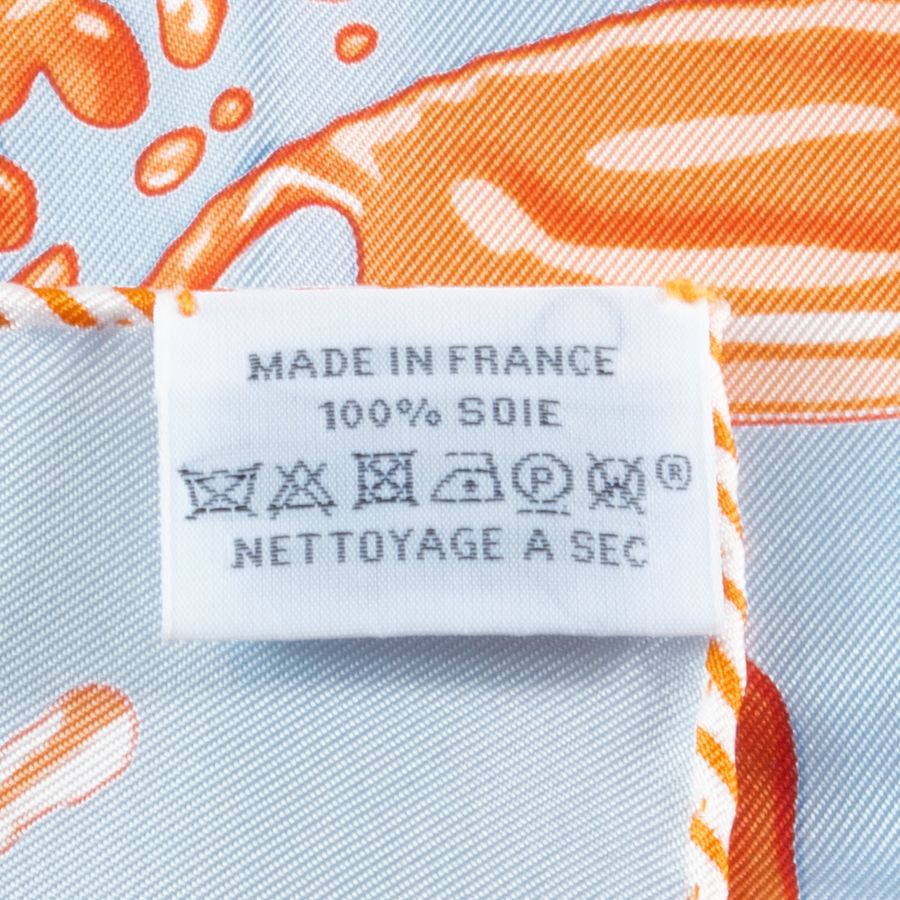 MADE IN FRANCE
100% SOIE
P W ®
NETTOYAGE A SEC